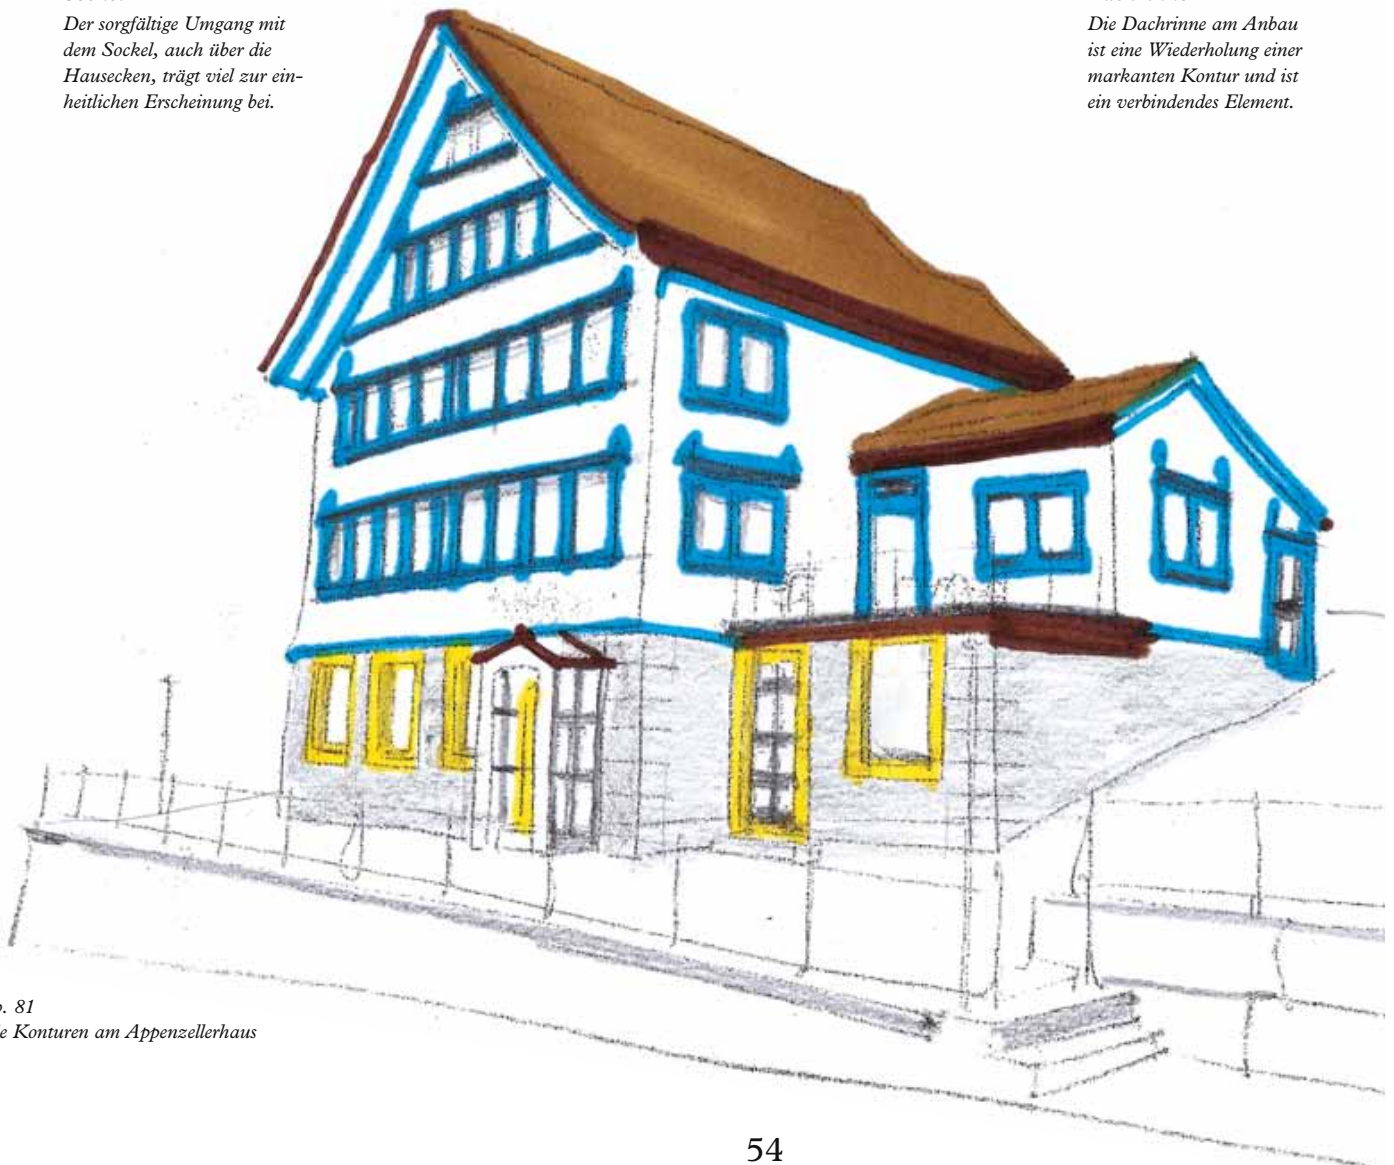 Der sorgfältige Umgang mit
dem Sockel, auch über die
Hausecken, trägt viel zur ein-
heitlichen Erscheinung bei.
Die Dachrinne am Anbau
ist eine Wiederholung einer
markanten Kontur und ist
ein verbindendes Element.
. 81
Konturen am Appenzellerhaus
54